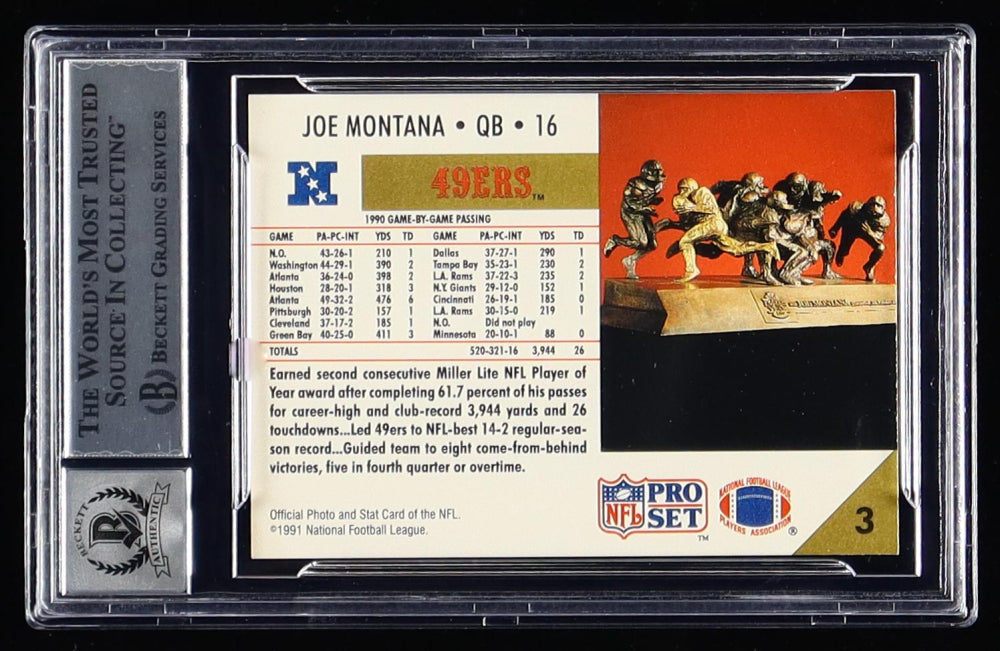 THE WORLD'S MOST TRUSTED
SOURCE IN COLLECTING™
BECKETT GRADING SERVICES
B
BECKETT
B
AUTHENTIC
JOE MONTANA • QB • 16
N
49ERS™
1990 GAME-BY-GAME PASSING
GAME PA-PC-INT YDS TD GAME PA-PC-INT YDS TD
N.O. 43-26-1 210 1 Dallas 37-27-1 290 1
Washington 44-29-1 390 2 Tampa Bay 35-23-1 230 2
Atlanta 36-24-0 398 2 L.A. Rams 37-22-3 235 2
Houston 28-20-1 318 3 N.Y. Giants 29-12-0 152 1
Atlanta 49-32-2 476 6 Cincinnati 26-19-1 185 0
Pittsburgh 30-20-2 157 1 L.A. Rams 30-15-0 219 1
Cleveland 37-17-2 185 1 N.O. Did not play
Green Bay 40-25-0 411 3 Minnesota 20-10-1 88 0
TOTALS 520-321-16 3,944 26
Earned second consecutive Miller Lite NFL Player of
Year award after completing 61.7 percent of his passes
for career-high and club-record 3,944 yards and 26
touchdowns...Led 49ers to NFL-best 14-2 regular-sea-
son record...Guided team to eight come-from-behind
victories, five in fourth quarter or overtime.
Official Photo and Stat Card of the NFL.
©1991 National Football League.
NFL
PRO
SET™
NATIONAL FOOTBALL LEAGUE
PLAYERS ASSOCIATION
®
3